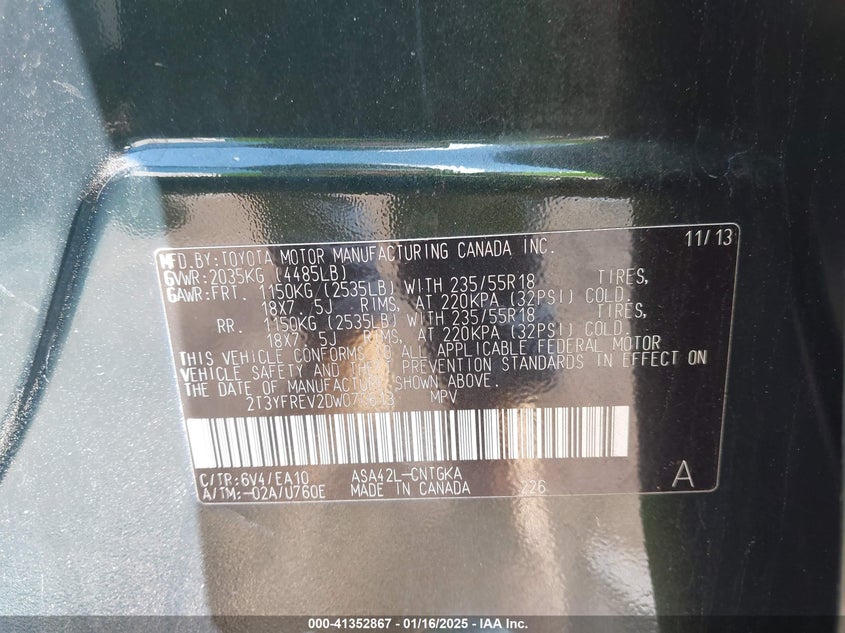 MFD.BY:TOYOTA MOTOR MANUFACTURING CANADA INC. 11/13
GVWR:2035KG (4485LB)
GAWR:FRT. 1150KG (2535LB) WITH 235/55R18 TIRES,
18X7 5J RIMS, AT 220KPA (32PSI) COLD.
RR. 1150KG (2535LB) WITH 235/55R18 TIRES,
18X7 5J RIMS, AT 220KPA (32PSI) COLD.
THIS VEHICLE CONFORMS TO ALL APPLICABLE FEDERAL MOTOR
VEHICLE SAFETY AND THEFT PREVENTION STANDARDS IN EFFECT ON
THE DATE OF MANUFACTURE SHOWN ABOVE.
MPV
C/TR:6V4/EA10 ASA42L-CNTGKA
A/TM:-02A/U760E MADE IN CANADA 226 A
000-41352867 - 01/16/2025 - IAA Inc.